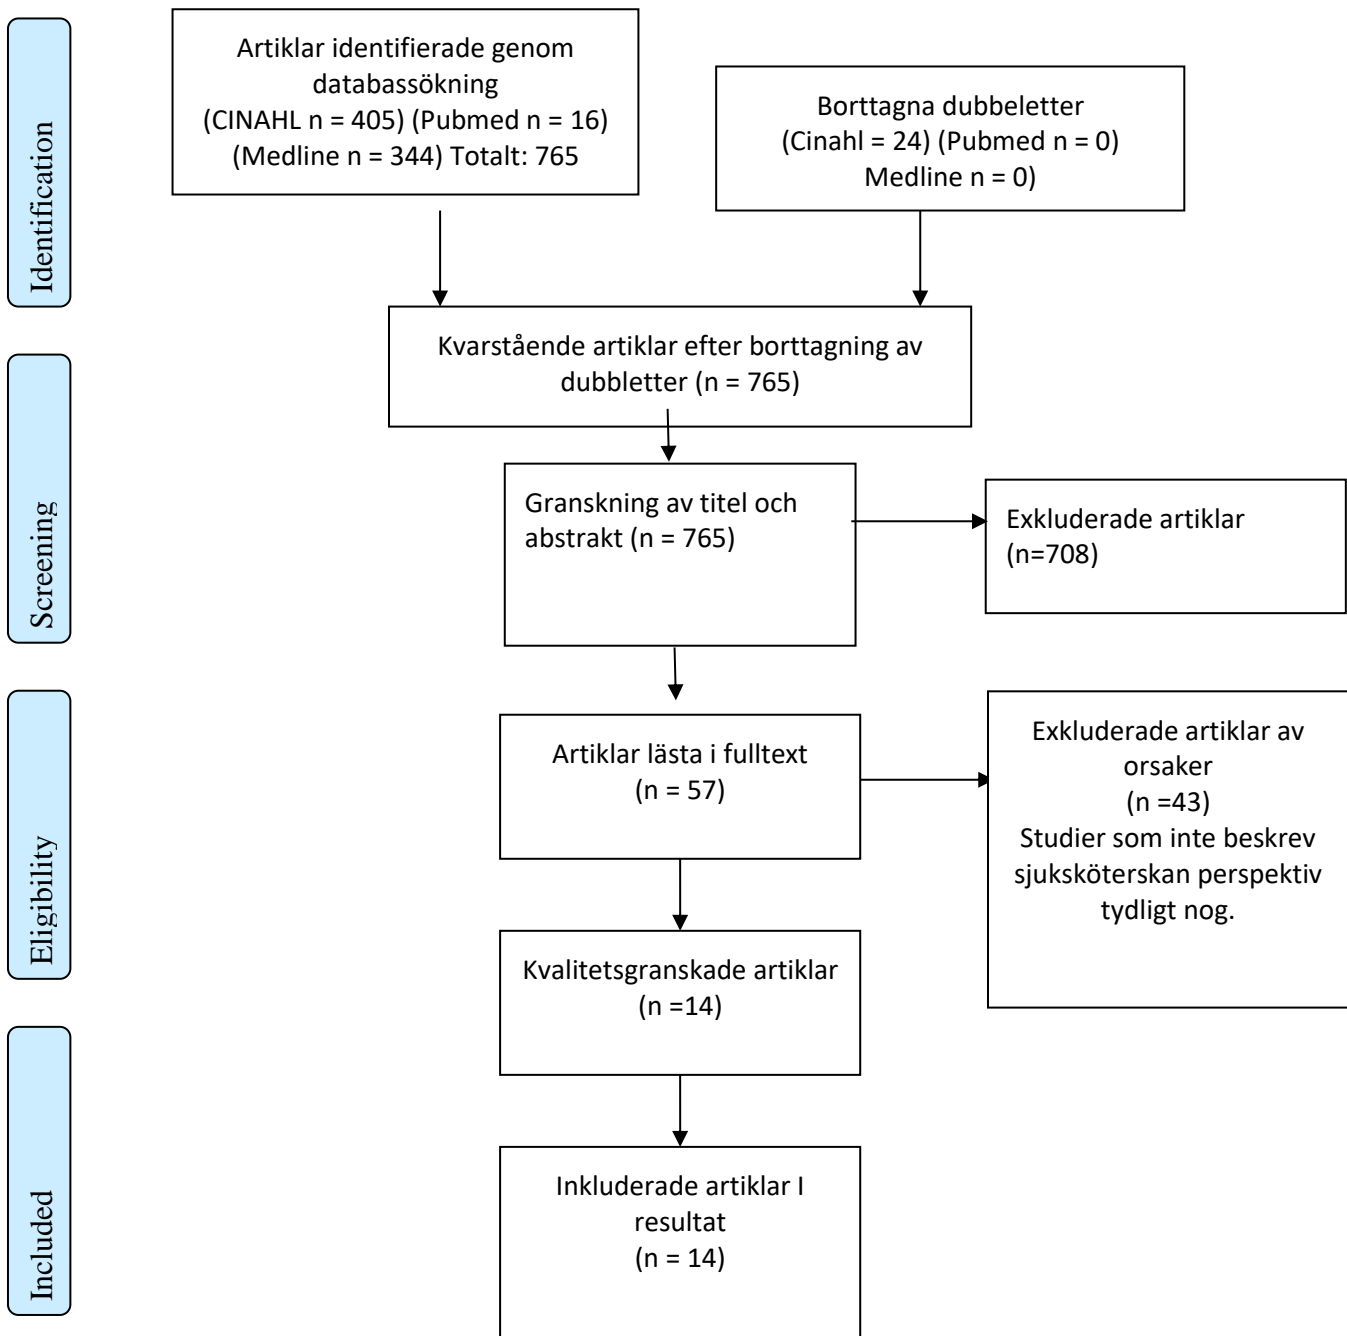 Identification
Artiklar identifierade genom
databassökning
(CINAHL n = 405) (Pubmed n = 16)
(Medline n = 344) Totalt: 765
Borttagna dubbeletter
(Cinahl = 24) (Pubmed n = 0)
Medline n = 0)
Kvarstående artiklar efter borttagning av
dubbletter (n = 765)
Screening
Granskning av titel och
abstrakt (n = 765)
Exkluderade artiklar
(n=708)
Eligibility
Artiklar lästa i fulltext
(n = 57)
Exkluderade artiklar av
orsaker
(n =43)
Studier som inte beskrev
sjuksköterskan perspektiv
tydligt nog.
Kvalitetsgranskade artiklar
(n =14)
Included
Inkluderade artiklar I
resultat
(n = 14)